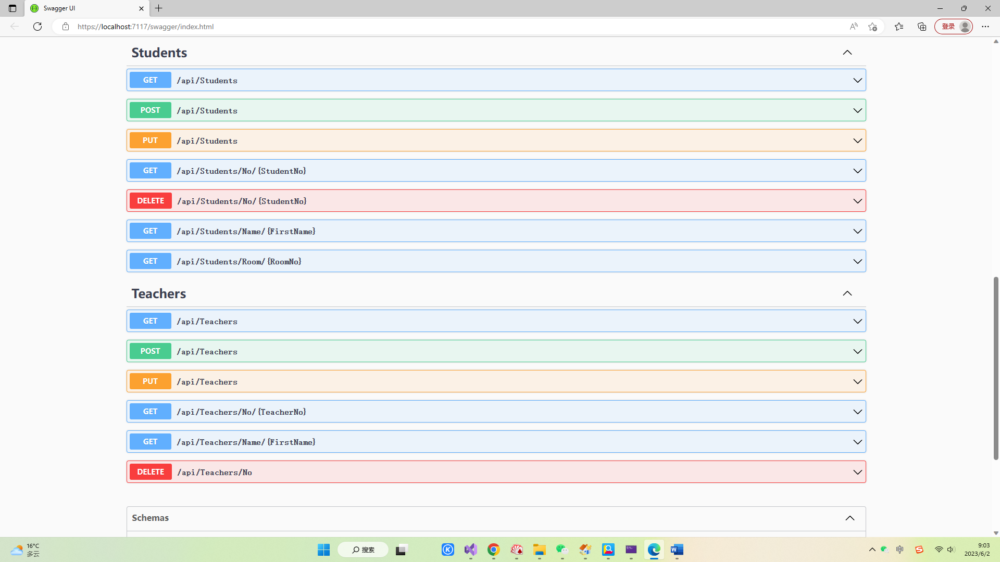 Swagger UI
https://localhost:7117/swagger/index.html
登录
Students
GET /api/Students
POST /api/Students
PUT /api/Students
GET /api/Students/No/{StudentNo}
DELETE /api/Students/No/{StudentNo}
GET /api/Students/Name/{FirstName}
GET /api/Students/Room/{RoomNo}
Teachers
GET /api/Teachers
POST /api/Teachers
PUT /api/Teachers
GET /api/Teachers/No/{TeacherNo}
GET /api/Teachers/Name/{FirstName}
DELETE /api/Teachers/No
Schemas
16°C
多云
搜索
中
9:03
2023/6/2